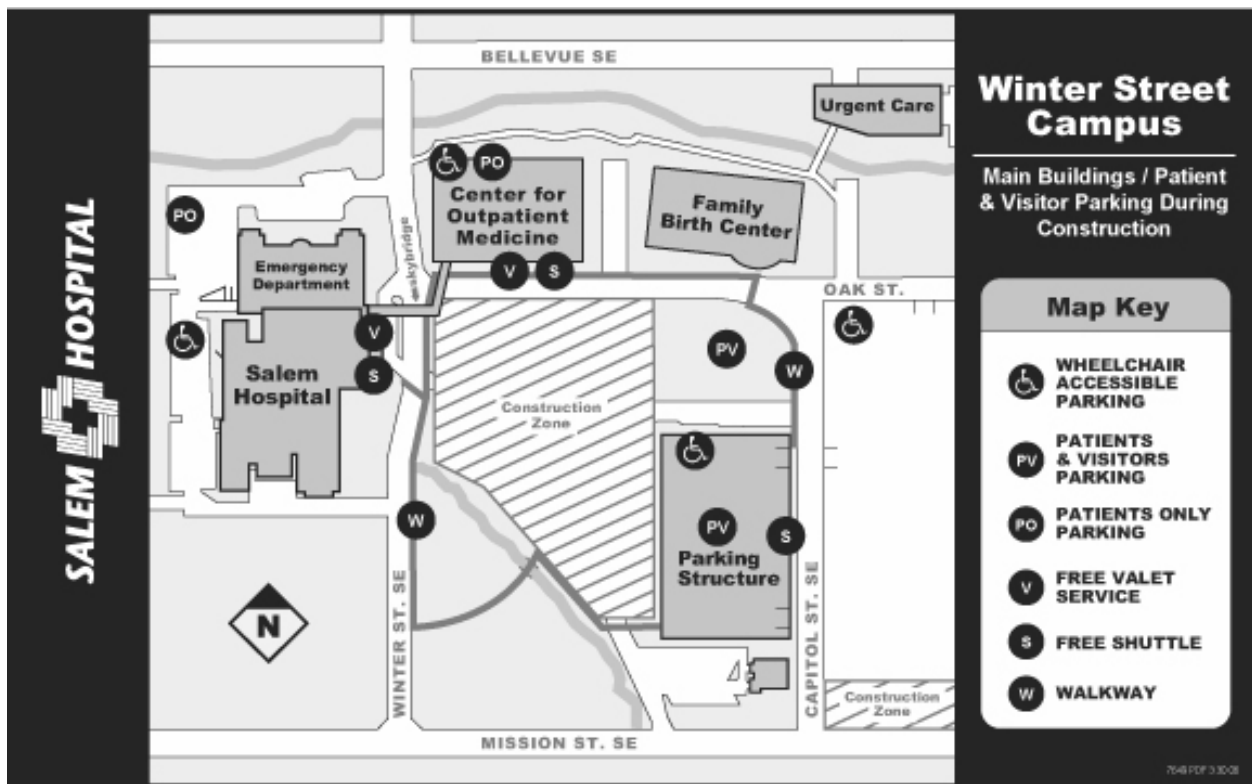 SALEM HOSPITAL
BELLEVUE SE
Urgent Care
PO
Center for
Outpatient
Medicine
Family
Birth Center
PO
skybridge
Emergency
Department
V
S
OAK ST.
V
S
Salem
Hospital
PV
W
Construction
Zone
W
PV
Parking
Structure
S
N
WINTER ST. SE
CAPITOL ST. SE
Construction
Zone
MISSION ST. SE
Winter Street
Campus
Main Buildings / Patient
& Visitor Parking During
Construction
Map Key
WHEELCHAIR
ACCESSIBLE
PARKING
PV
PATIENTS
& VISITORS
PARKING
PO
PATIENTS ONLY
PARKING
V
FREE VALET
SERVICE
S
FREE SHUTTLE
W
WALKWAY